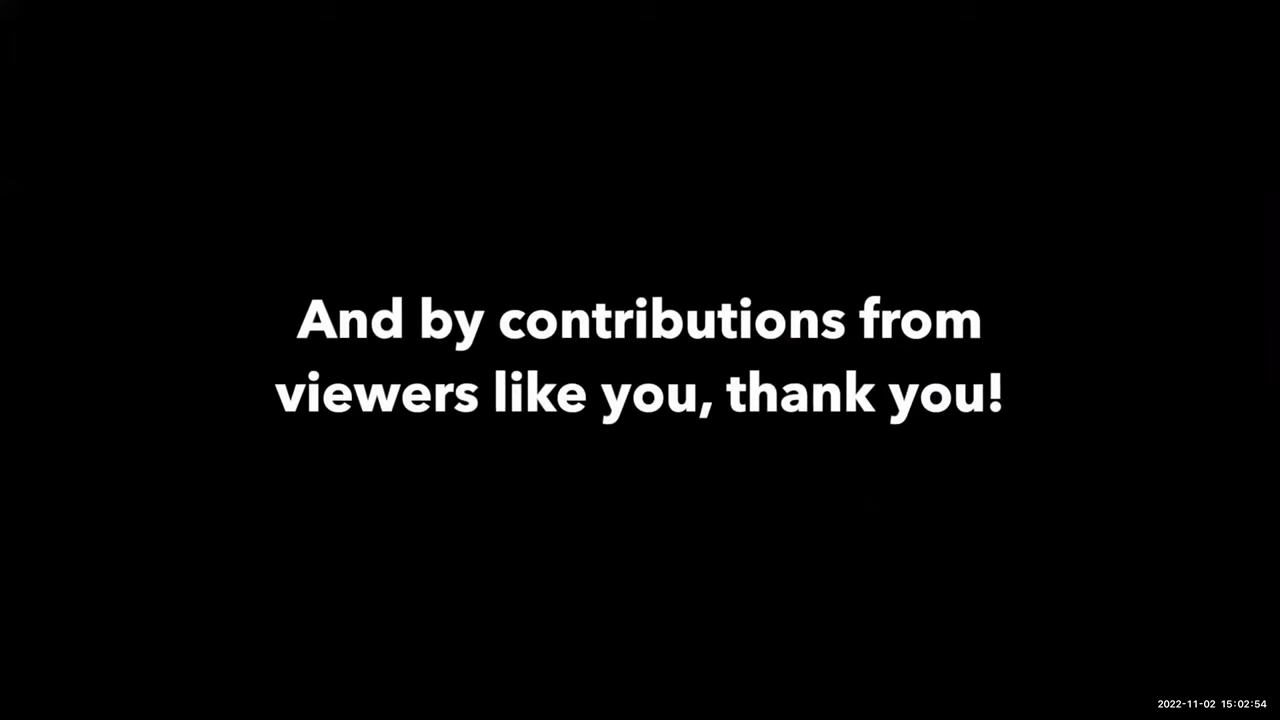 And by contributions from
viewers like you, thank you!
2022-11-02 15:02:54